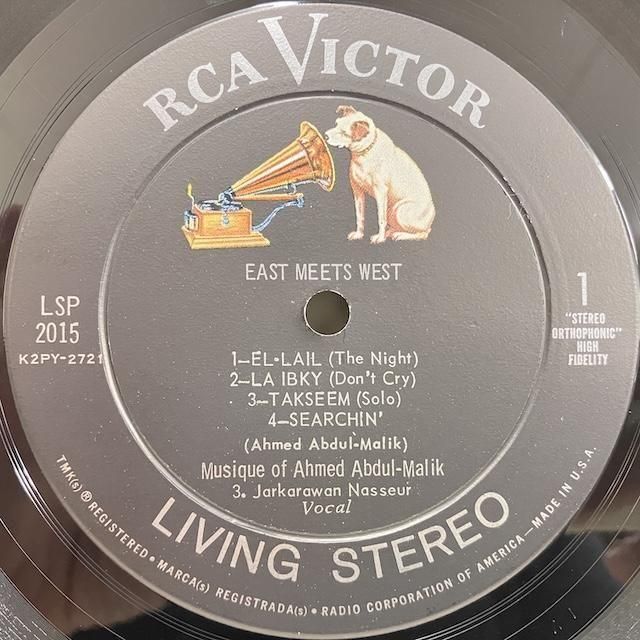 RCA VICTOR
EAST MEETS WEST
LSP
2015
K2PY-2721
1
"STEREO
ORTHOPHONIC"
HIGH
FIDELITY
1—EL·LAIL (The Night)
2—LA IBKY (Don't Cry)
3—TAKSEEM (Solo)
4—SEARCHIN'
(Ahmed Abdul-Malik)
Musique of Ahmed Abdul-Malik
3. Jarkarawan Nasseur
Vocal
LIVING STEREO
TMK(s) ® REGISTERED • MARCA(s) REGISTRADA(s) • RADIO CORPORATION OF AMERICA—MADE IN U.S.A.